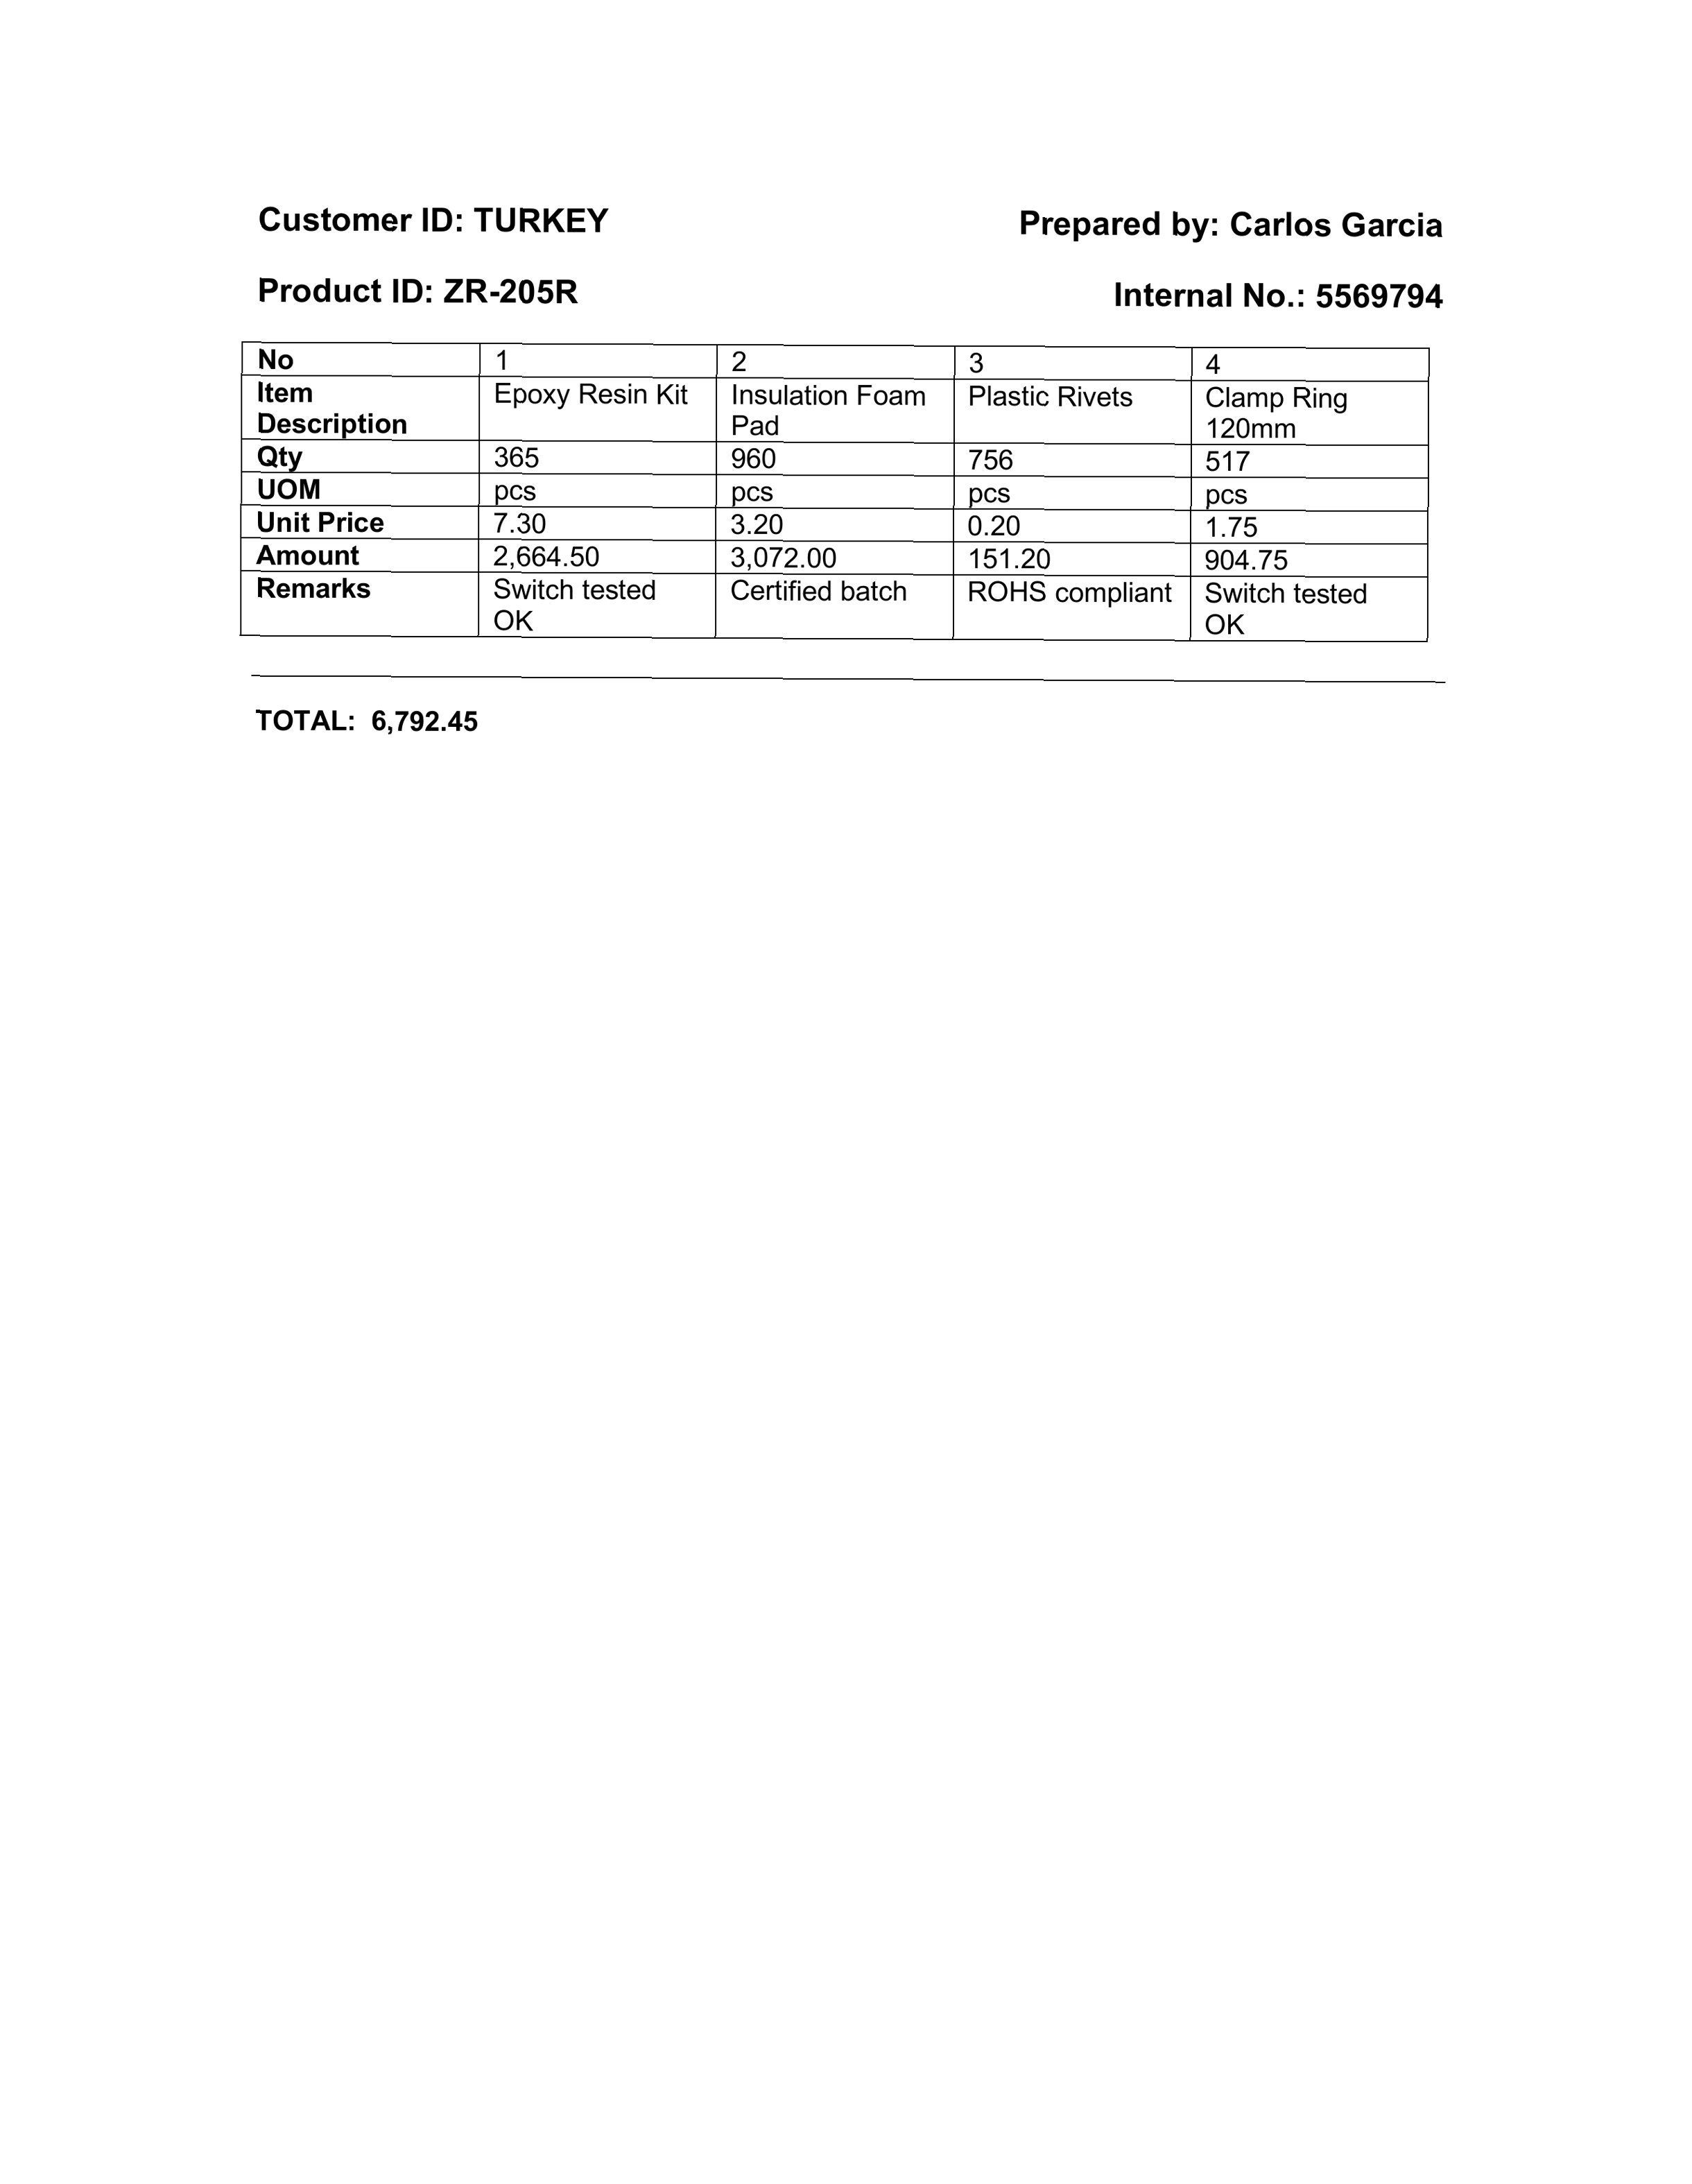 Customer ID: TURKEY Prepared by: Carlos Garcia
Product ID: ZR-205R Internal No.: 5569794
No 1 2 3 4
Item Description Epoxy Resin Kit Insulation Foam Pad Plastic Rivets Clamp Ring 120mm
Qty 365 960 756 517
UOM pcs pcs pcs pcs
Unit Price 7.30 3.20 0.20 1.75
Amount 2,664.50 3,072.00 151.20 904.75
Remarks Switch tested OK Certified batch ROHS compliant Switch tested OK
TOTAL: 6,792.45